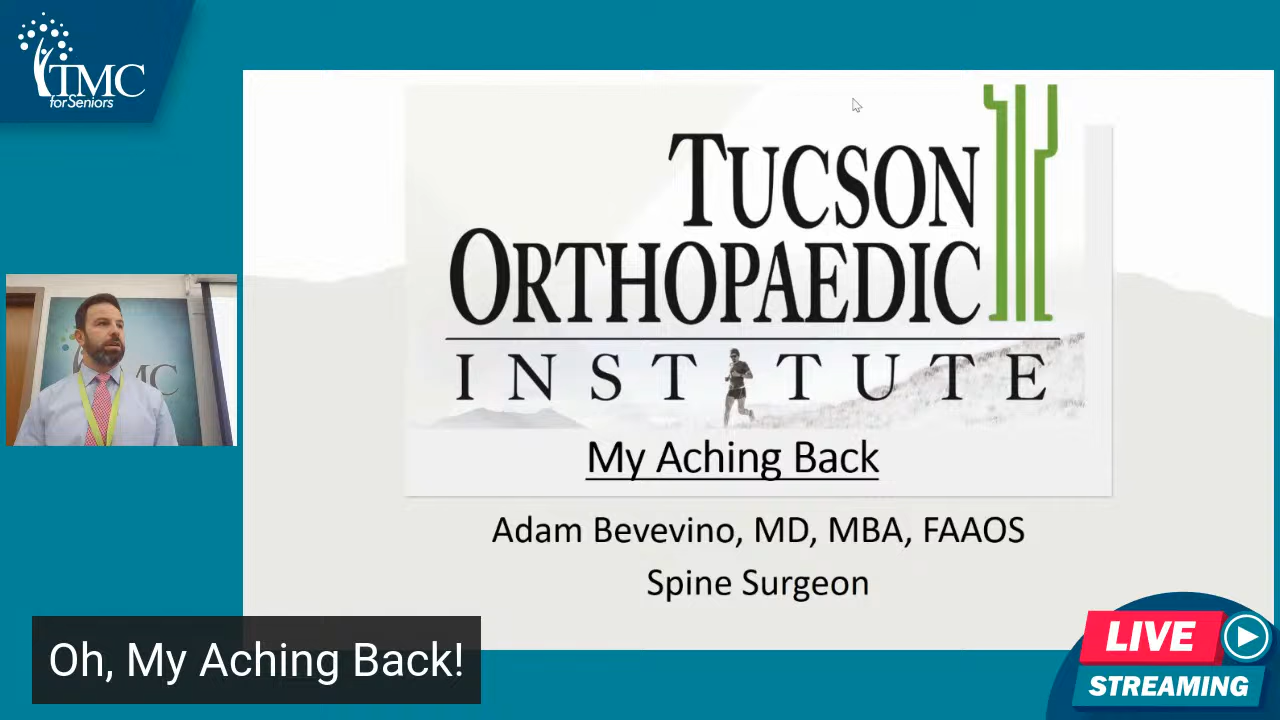 TMC
for Seniors
TUCSON
ORTHOPAEDIC
INSTITUTE
My Aching Back
Adam Bevevino, MD, MBA, FAAOS
Spine Surgeon
MC
Oh, My Aching Back!
LIVE
STREAMING